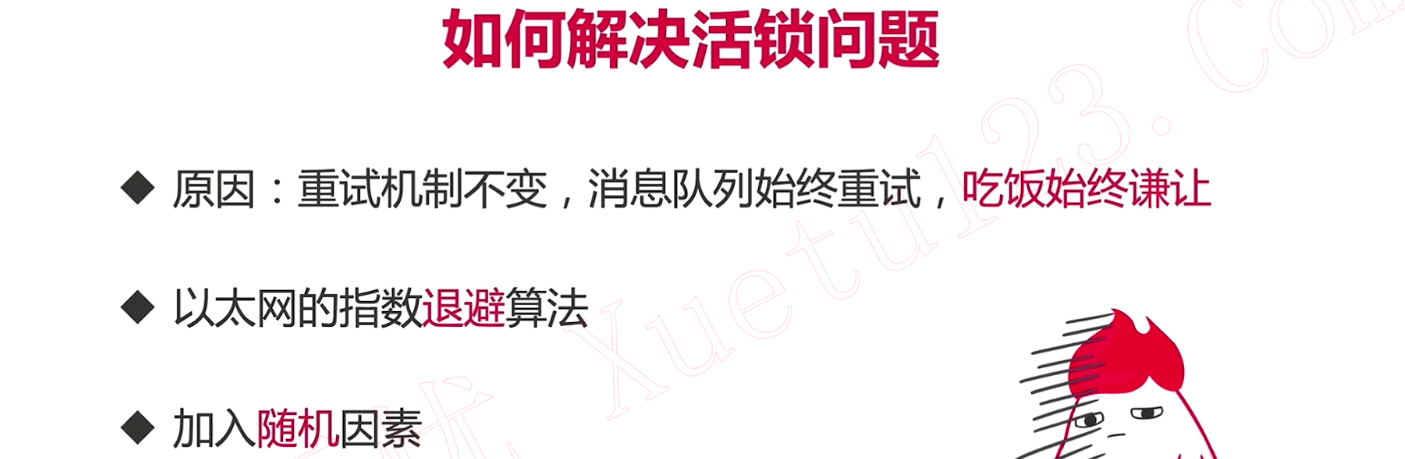 如何解决活锁问题
原因：重试机制不变，消息队列始终重试，吃饭始终谦让
以太网的指数退避算法
加入随机因素
优 Xuetu123.Com